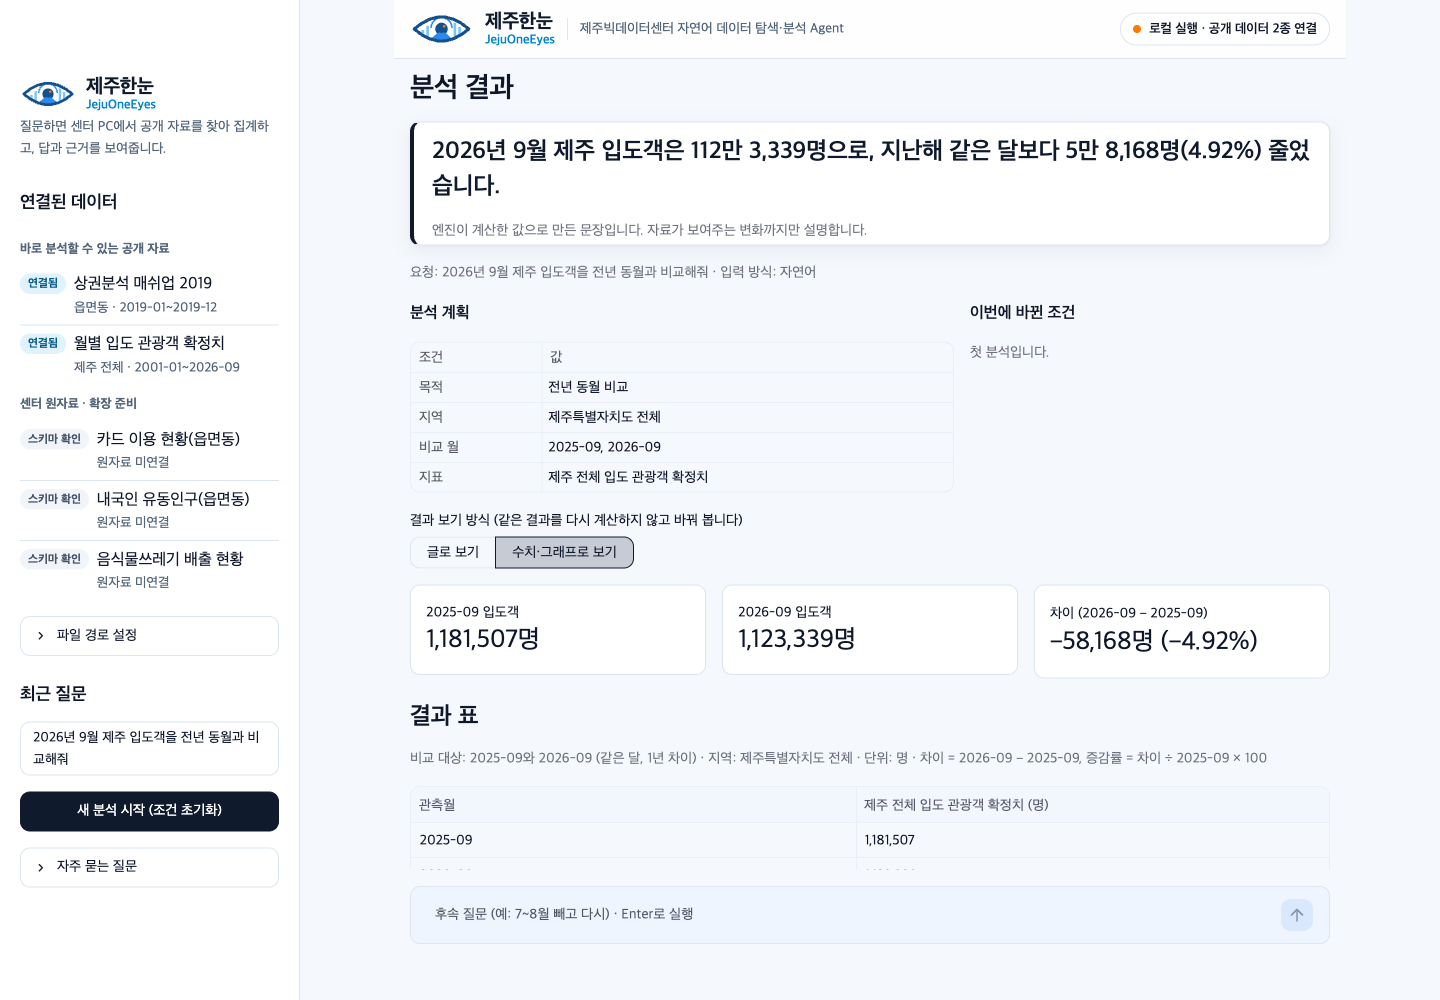 제주한눈
JejuOneEyes
질문하면 센터 PC에서 공개 자료를 찾아 집계하
고, 답과 근거를 보여줍니다.
연결된 데이터
바로 분석할 수 있는 공개 자료
연결됨 상권분석 매쉬업 2019
읍면동 · 2019-01~2019-12
연결됨 월별 입도 관광객 확정치
제주 전체 · 2001-01~2026-09
센터 원자료 · 확장 준비
스키마 확인 카드 이용 현황(읍면동)
원자료 미연결
스키마 확인 내국인 유동인구(읍면동)
원자료 미연결
스키마 확인 음식물쓰레기 배출 현황
원자료 미연결
파일 경로 설정
최근 질문
2026년 9월 제주 입도객을 전년 동월과 비
교해줘
새 분석 시작 (조건 초기화)
자주 묻는 질문
제주한눈
JejuOneEyes
제주빅데이터센터 자연어 데이터 탐색·분석 Agent
로컬 실행 · 공개 데이터 2종 연결
분석 결과
2026년 9월 제주 입도객은 112만 3,339명으로, 지난해 같은 달보다 5만 8,168명(4.92%) 줄었
습니다.
엔진이 계산한 값으로 만든 문장입니다. 자료가 보여주는 변화까지만 설명합니다.
요청: 2026년 9월 제주 입도객을 전년 동월과 비교해줘 · 입력 방식: 자연어
분석 계획
조건 값
목적 전년 동월 비교
지역 제주특별자치도 전체
비교 월 2025-09, 2026-09
지표 제주 전체 입도 관광객 확정치
이번에 바뀐 조건
첫 분석입니다.
결과 보기 방식 (같은 결과를 다시 계산하지 않고 바꿔 봅니다)
글로 보기 수치·그래프로 보기
2025-09 입도객
1,181,507명
2026-09 입도객
1,123,339명
차이 (2026-09 − 2025-09)
−58,168명 (−4.92%)
결과 표
비교 대상: 2025-09와 2026-09 (같은 달, 1년 차이) · 지역: 제주특별자치도 전체 · 단위: 명 · 차이 = 2026-09 − 2025-09, 증감률 = 차이 ÷ 2025-09 × 100
관측월 제주 전체 입도 관광객 확정치 (명)
2025-09 1,181,507
후속 질문 (예: 7~8월 빼고 다시) · Enter로 실행